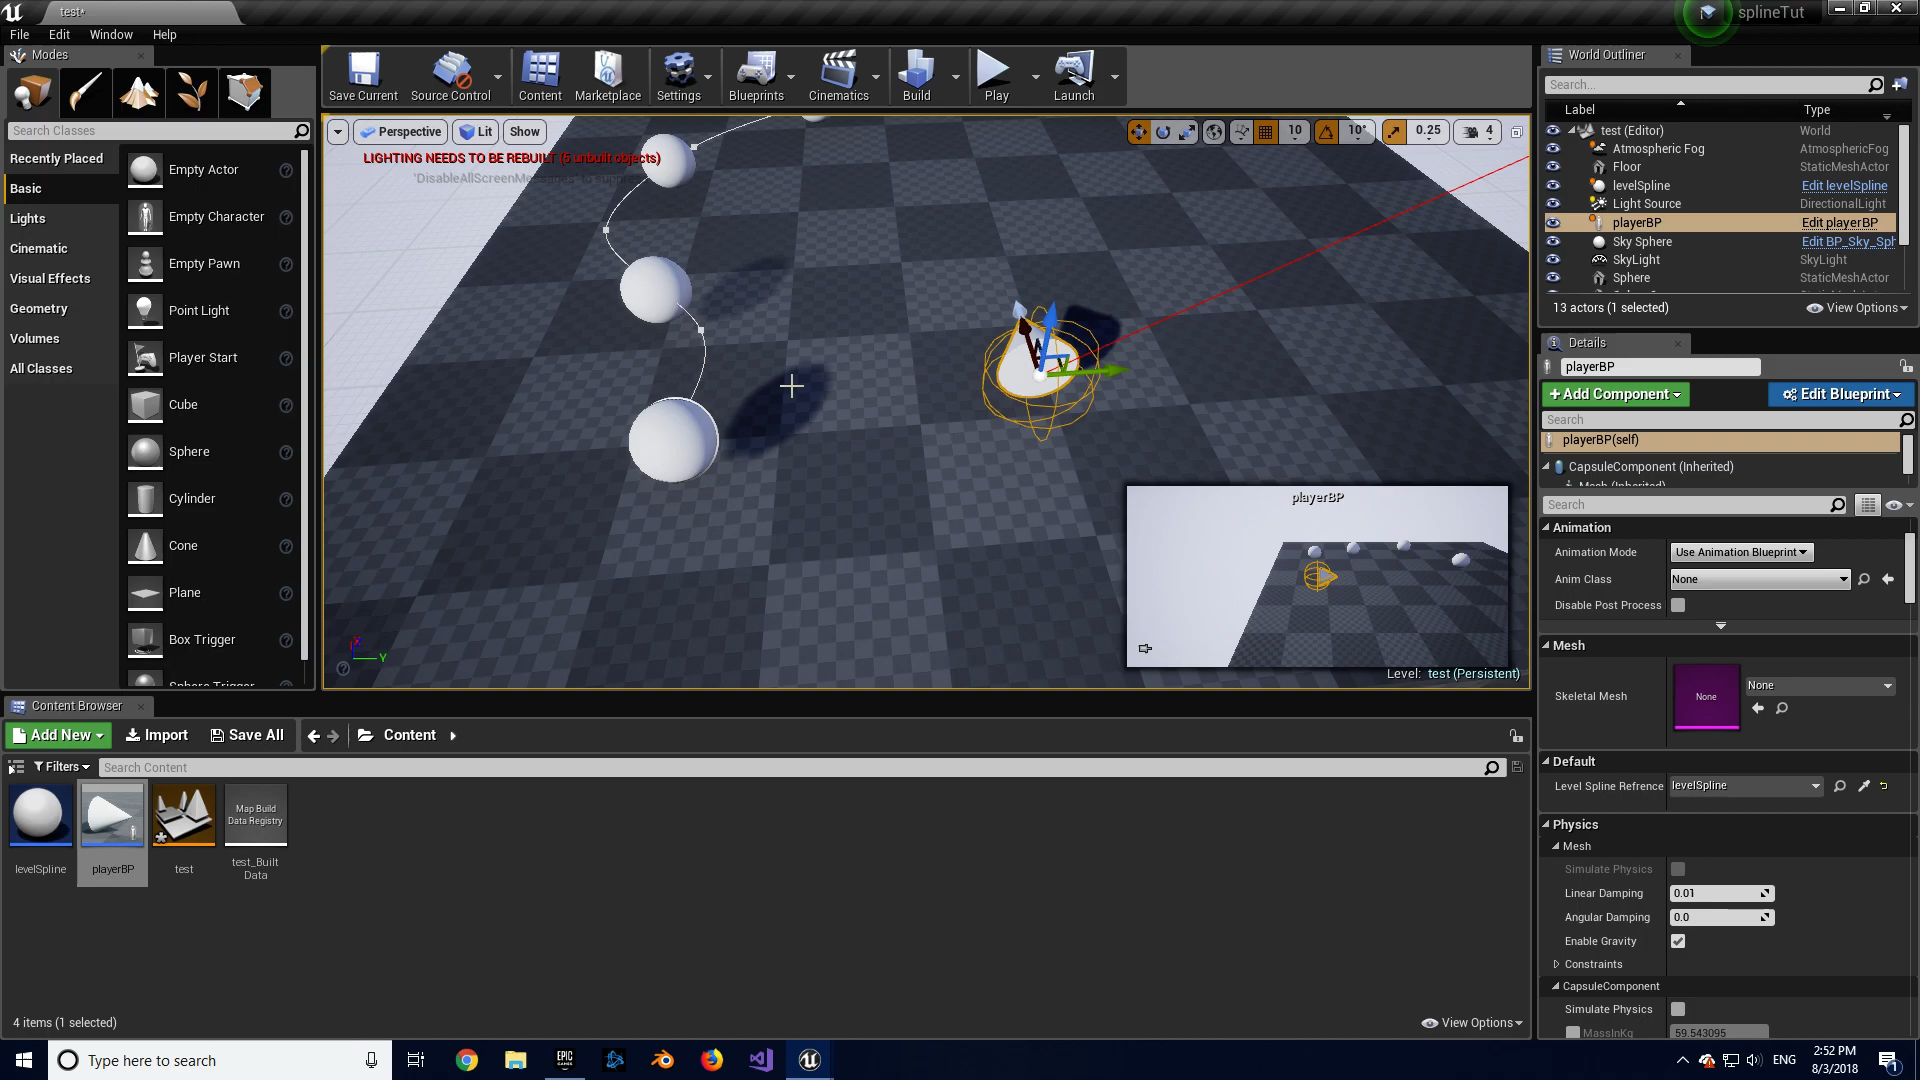 test*
splineTut
File Edit Window Help
Modes
Search Classes
Recently Placed
Basic
Lights
Cinematic
Visual Effects
Geometry
Volumes
All Classes
Empty Actor
Empty Character
Empty Pawn
Point Light
Player Start
Cube
Sphere
Cylinder
Cone
Plane
Box Trigger
Sphere Trigger
Save Current Source Control Content Marketplace Settings Blueprints Cinematics Build Play Launch
Perspective Lit Show 10 10° 0.25 4
LIGHTING NEEDS TO BE REBUILT (5 unbuilt objects)
playerBP
X
Y
Level: test (Persistent)
World Outliner
Search...
Label Type
test (Editor) World
Atmospheric Fog AtmosphericFog
Floor StaticMeshActor
levelSpline Edit levelSpline
Light Source DirectionalLight
playerBP Edit playerBP
Sky Sphere Edit BP_Sky_Sph
SkyLight SkyLight
Sphere StaticMeshActor
13 actors (1 selected) View Options
Details
playerBP
+Add Component Edit Blueprint
Search
playerBP(self)
CapsuleComponent (Inherited)
Mesh (Inherited)
Search
Animation
Animation Mode Use Animation Blueprint
Anim Class None
Disable Post Process
Mesh
Skeletal Mesh None None
Default
Level Spline Refrence levelSpline
Physics
Mesh
Simulate Physics
Linear Damping 0.01
Angular Damping 0.0
Enable Gravity
Constraints
CapsuleComponent
Simulate Physics
MassInKg 59.543095
Content Browser
Add New Import Save All Content
Filters Search Content
levelSpline
playerBP
test
Map Build
Data Registry
test_Built
Data
4 items (1 selected) View Options
Type here to search
EPIC
GAMES
ENG
2:52 PM
8/3/2018
1